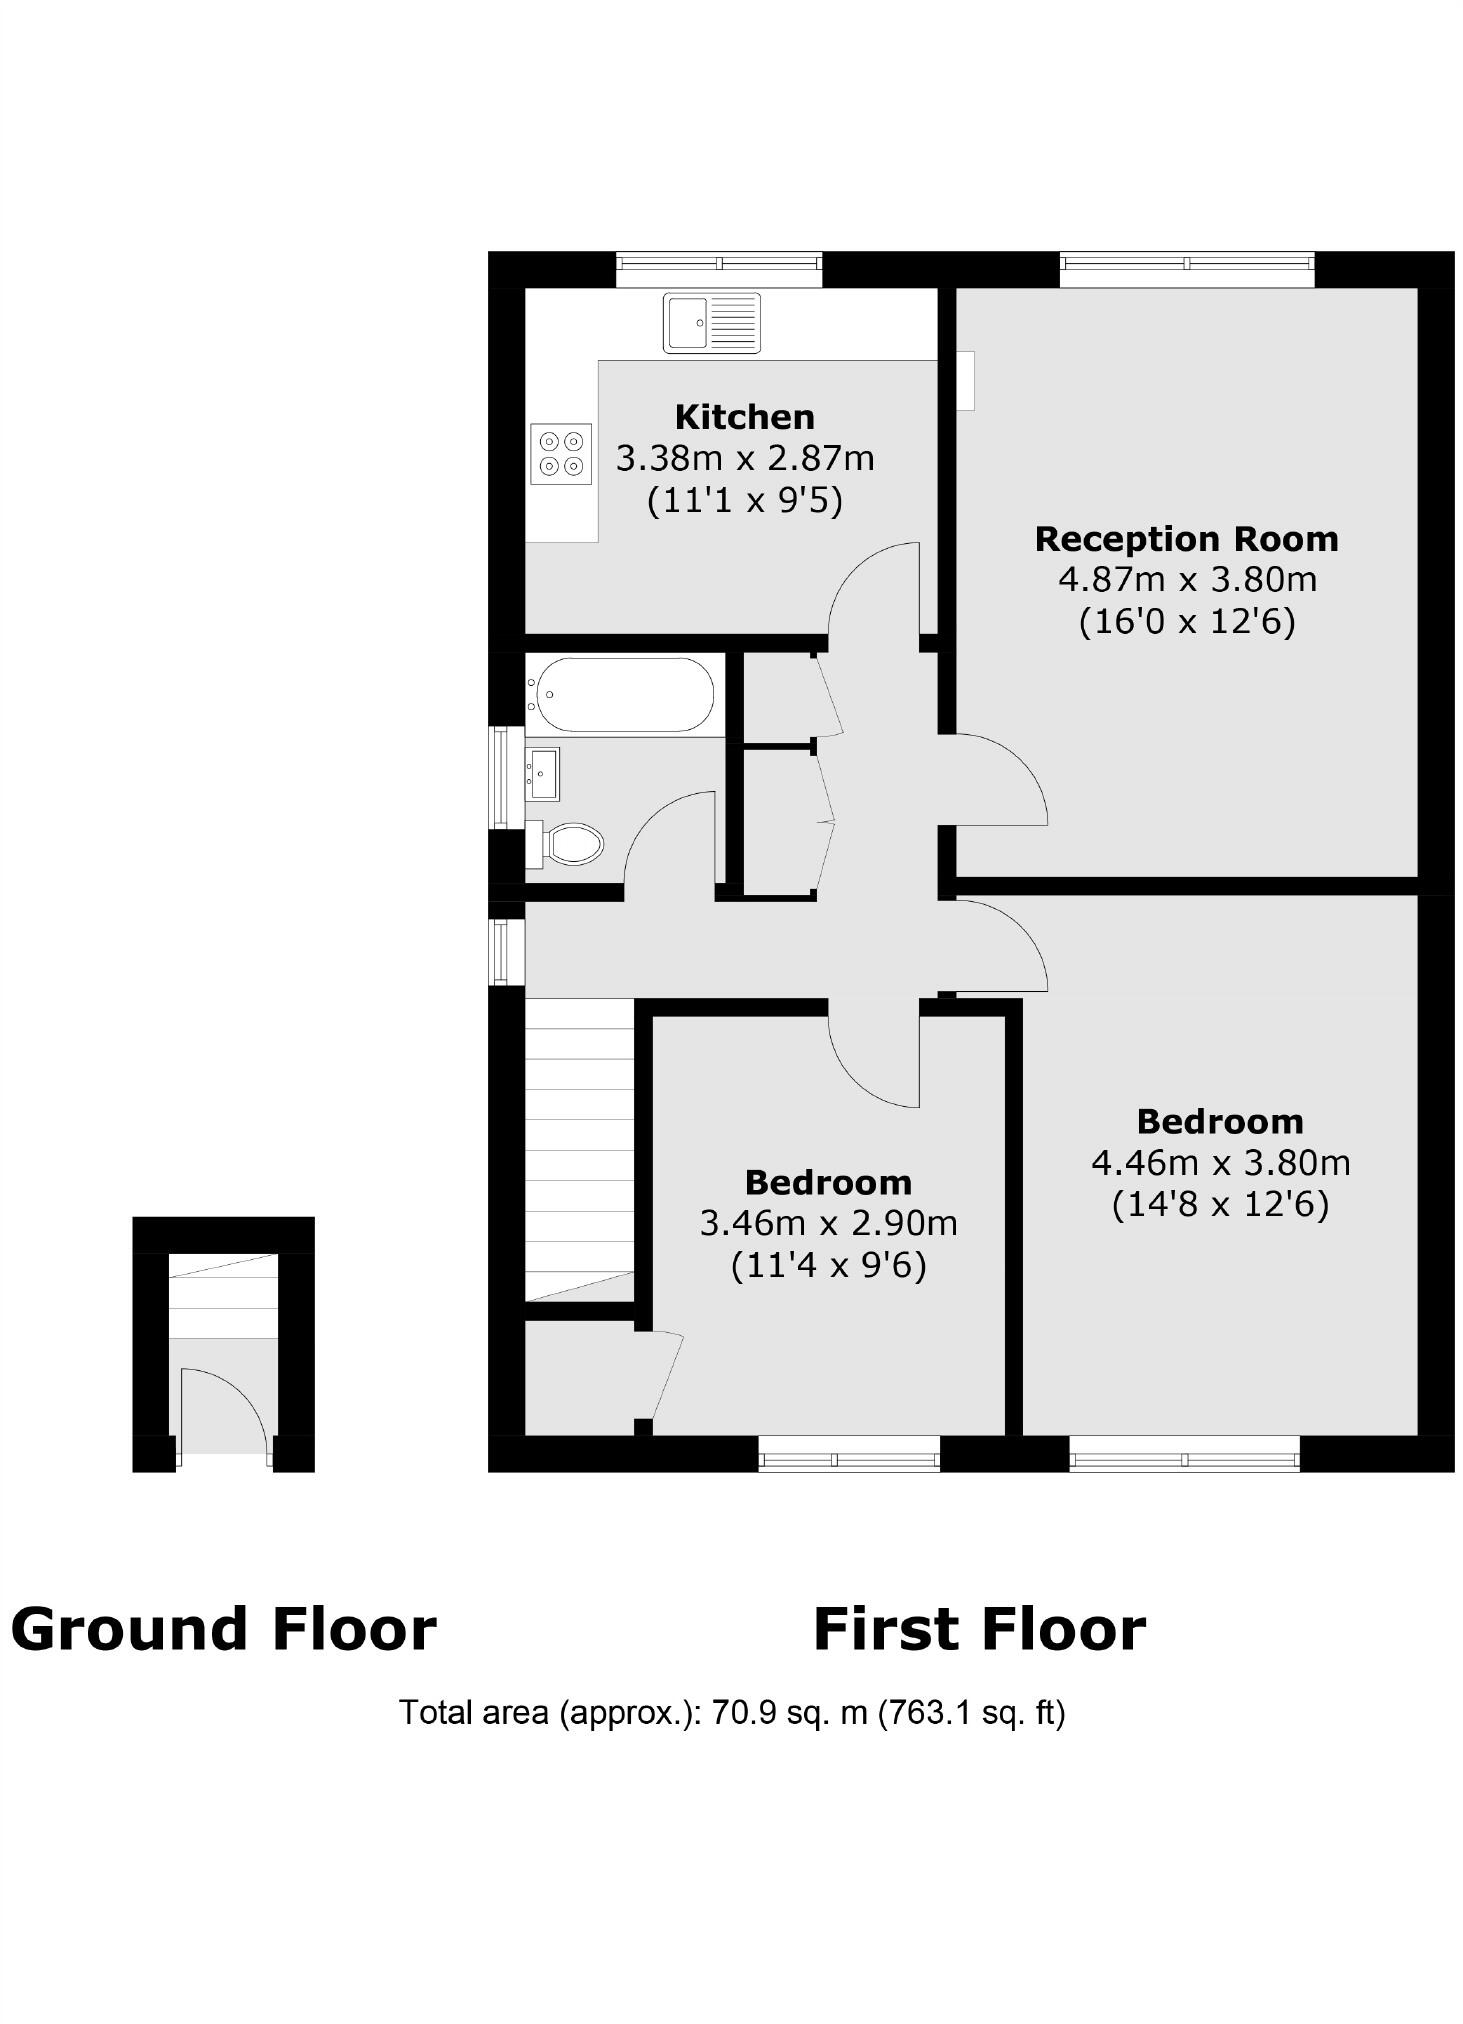 Kitchen
3.38m x 2.87m
(11'1 x 9'5)
Reception Room
4.87m x 3.80m
(16'0 x 12'6)
Bedroom
4.46m x 3.80m
(14'8 x 12'6)
Bedroom
3.46m x 2.90m
(11'4 x 9'6)
Ground Floor
First Floor
Total area (approx.): 70.9 sq. m (763.1 sq. ft)